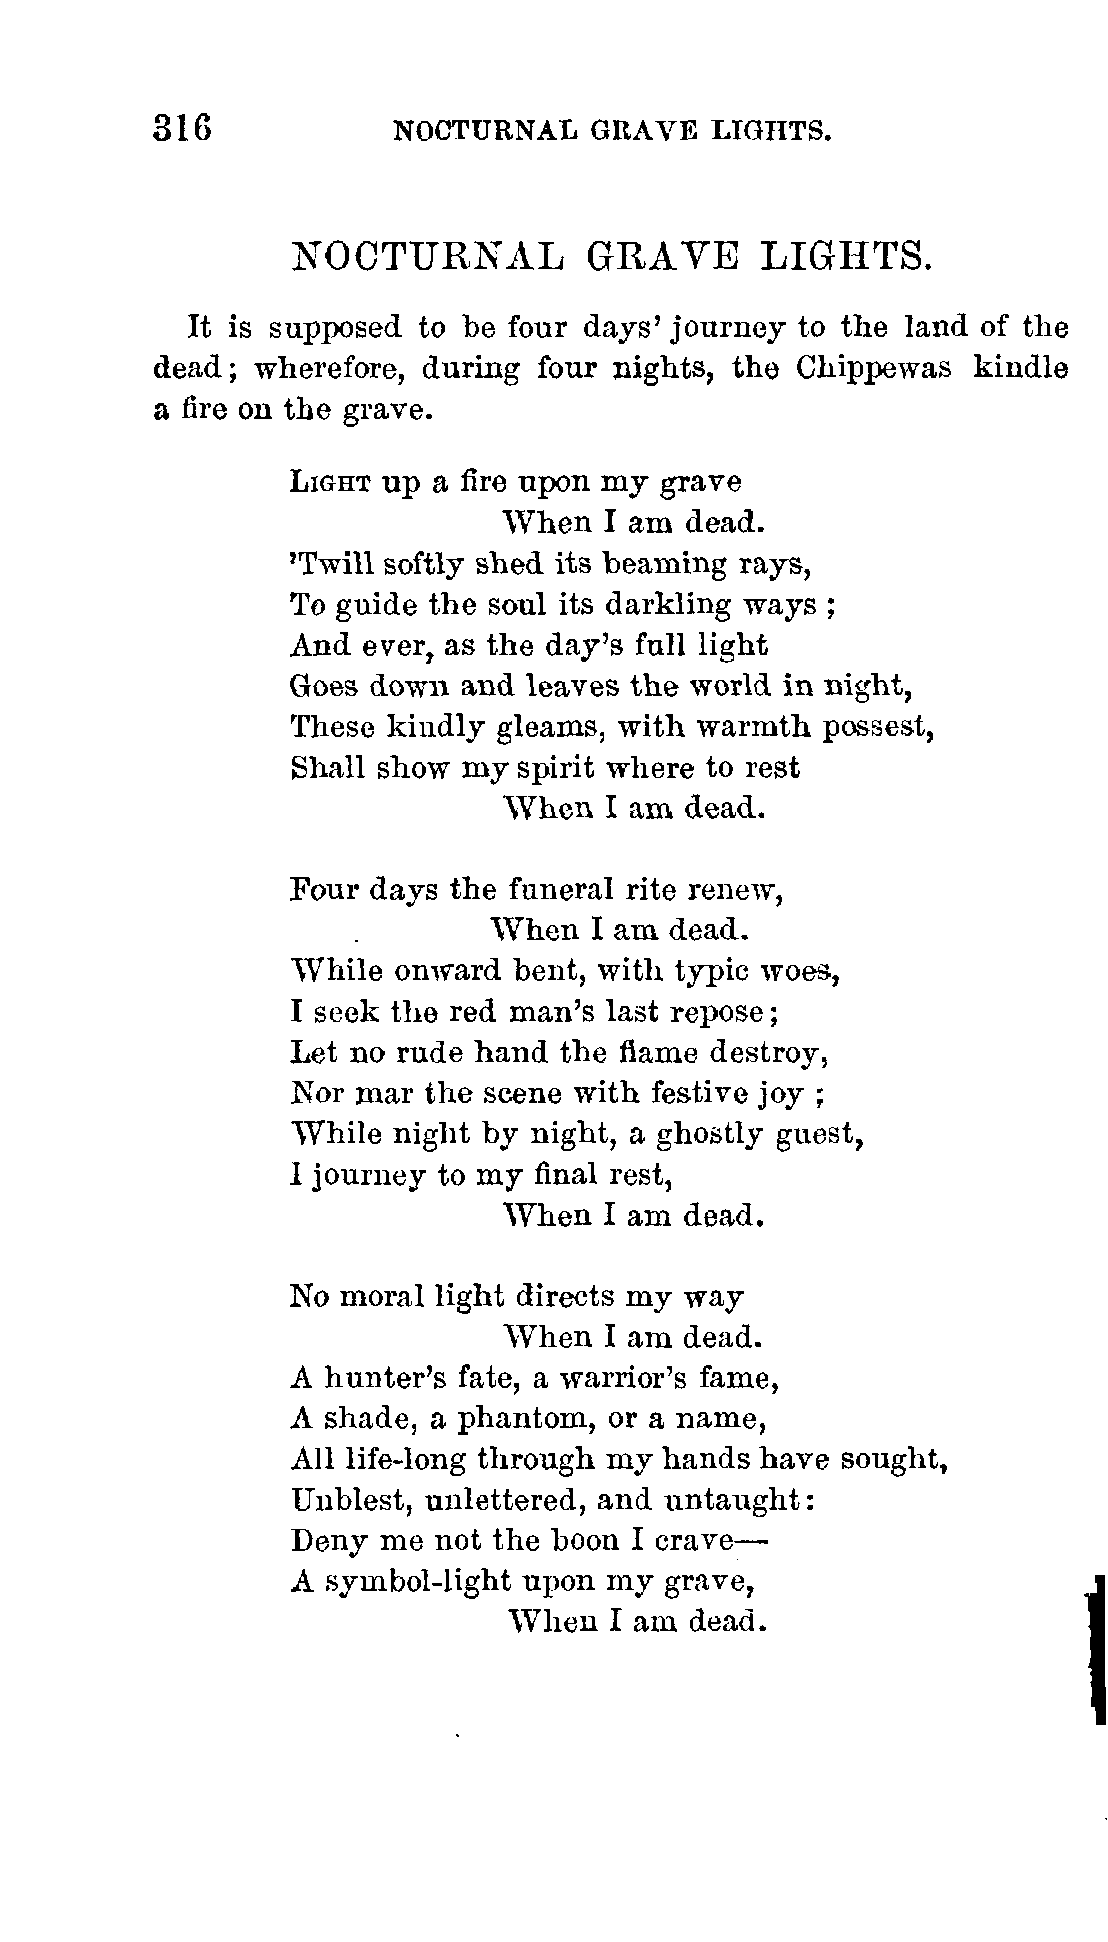 316 NOCTURNAL GRAVE LIGHTS.
NOCTURNAL GRAVE LIGHTS.
It is supposed to be four days' journey to the land of the
dead; wherefore, during four nights, the Chippewas kindle
a fire on the grave.
LIGHT up a fire upon my grave
When I am dead.
'Twill softly shed its beaming rays,
To guide the soul its darkling ways ;
And ever, as the day's full light
Goes down and leaves the world in night,
These kindly gleams, with warmth possest,
Shall show my spirit where to rest
When I am dead.
Four days the funeral rite renew,
When I am dead.
While onward bent, with typic woes,
I seek the red man's last repose;
Let no rude hand the flame destroy,
Nor mar the scene with festive joy ;
While night by night, a ghostly guest,
I journey to my final rest,
When I am dead.
No moral light directs my way
When I am dead.
A hunter's fate, a warrior's fame,
A shade, a phantom, or a name,
All life-long through my hands have sought,
Unblest, unlettered, and untaught:
Deny me not the boon I crave—
A symbol-light upon my grave,
When I am dead.